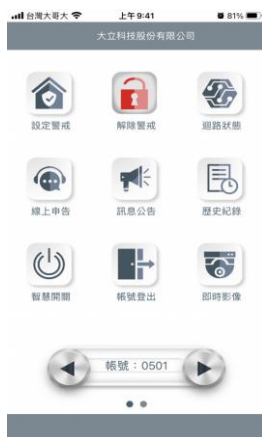 台灣大哥大 上午9:41 81%
大立科技股份有限公司
設定警戒 解除警戒 迴路狀態
線上申告 訊息公告 歷史紀錄
智慧開關 帳號登出 即時影像
帳號：0501